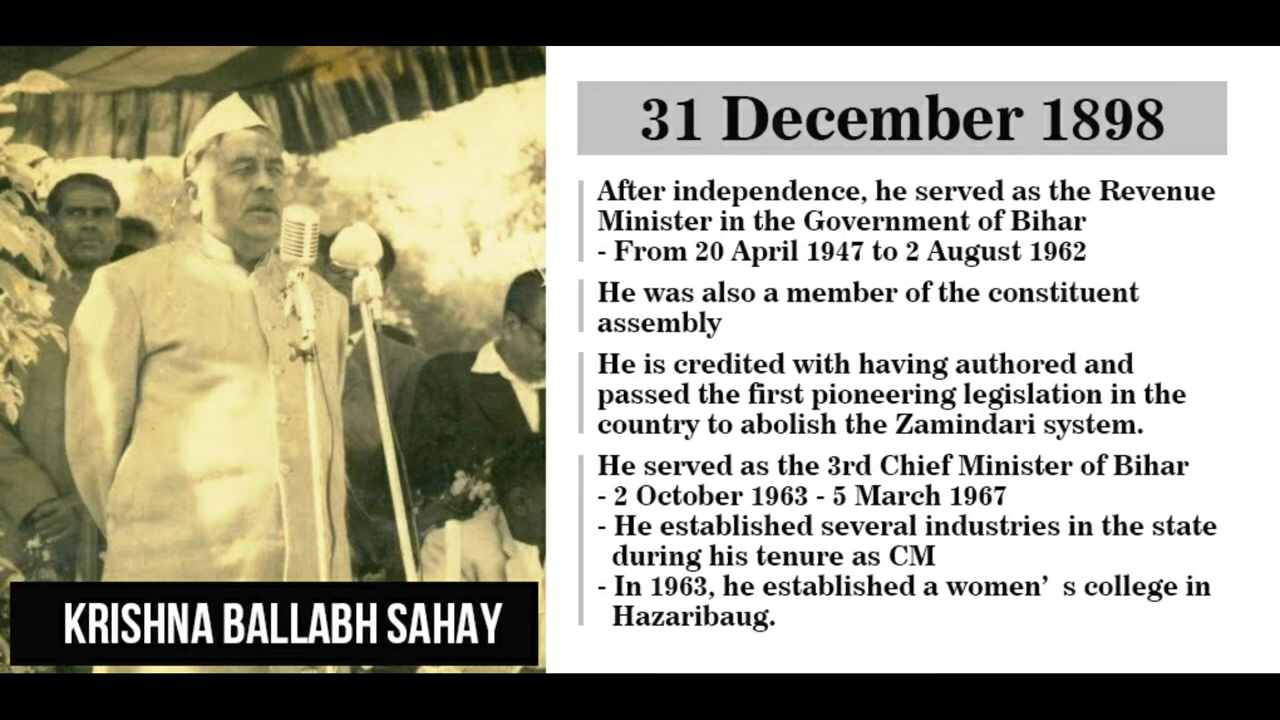 31 December 1898
After independence, he served as the Revenue
Minister in the Government of Bihar
- From 20 April 1947 to 2 August 1962
He was also a member of the constituent
assembly
He is credited with having authored and
passed the first pioneering legislation in the
country to abolish the Zamindari system.
He served as the 3rd Chief Minister of Bihar
- 2 October 1963 - 5 March 1967
- He established several industries in the state
during his tenure as CM
- In 1963, he established a women’ s college in
Hazaribaug.
KRISHNA BALLABH SAHAY